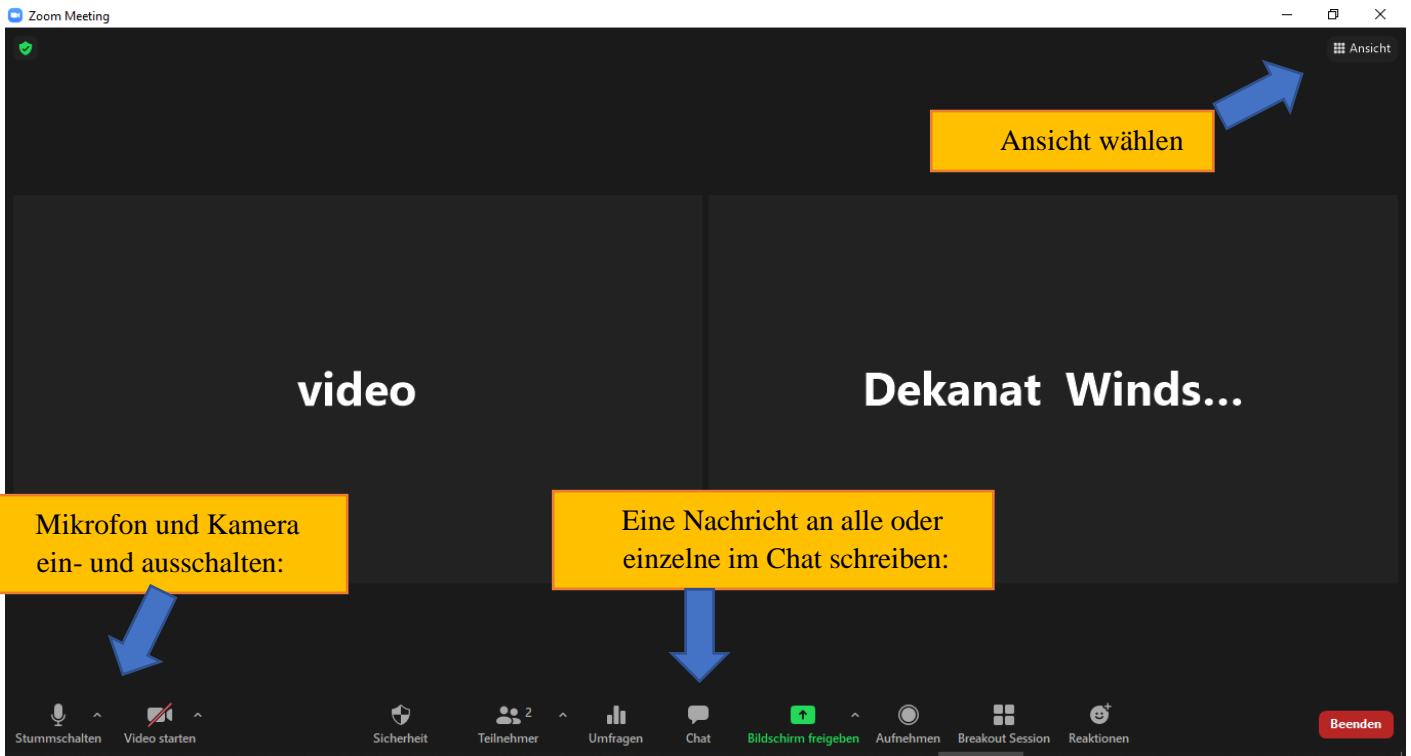 Zoom Meeting
Ansicht
Ansicht wählen
video
Dekanat Winds...
Mikrofon und Kamera
ein- und ausschalten:
Eine Nachricht an alle oder
einzelne im Chat schreiben:
2
Stummschalten
Video starten
Sicherheit
Teilnehmer
Umfragen
Chat
Bildschirm freigeben
Aufnehmen
Breakout Session
Reaktionen
Beenden